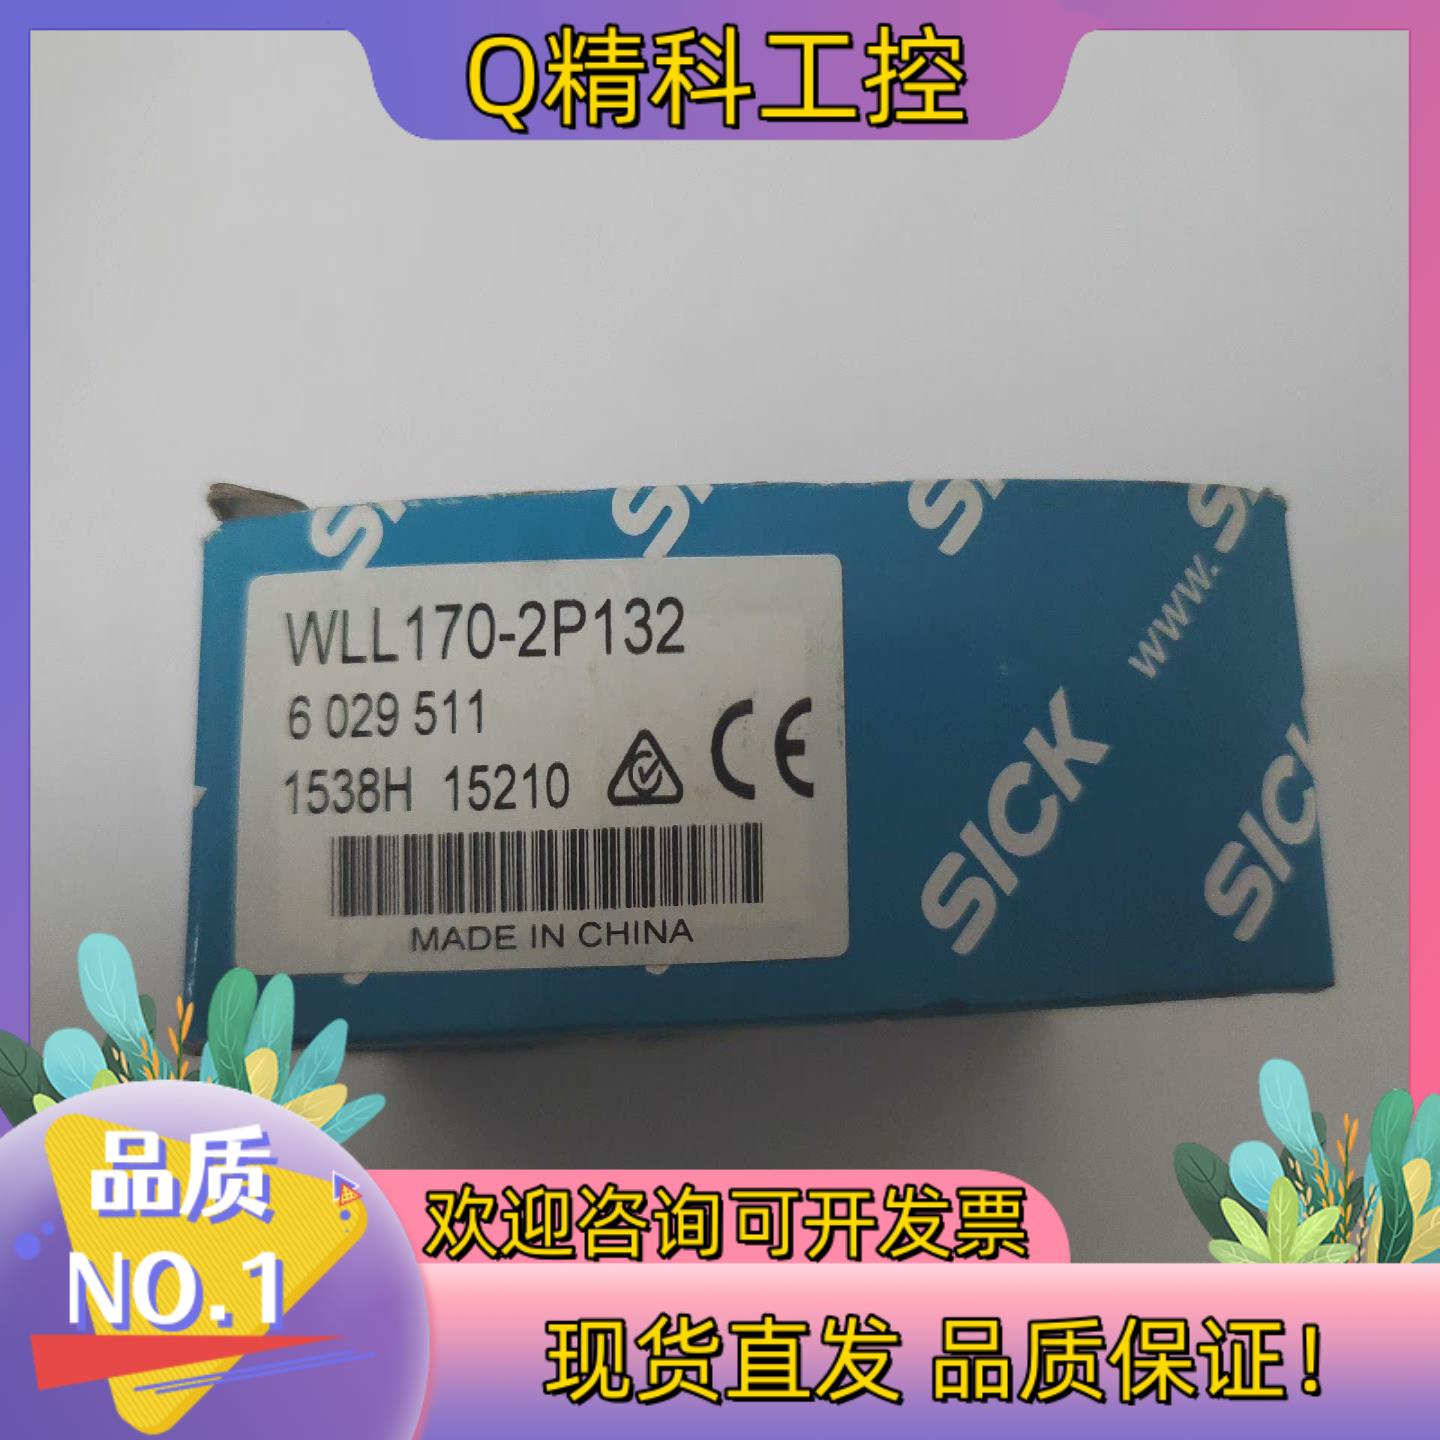 Q精科工控
www.
SICK
SICK
WLL170-2P132
6 029 511
1538H 15210
CE
MADE IN CHINA
品质
NO.1
欢迎咨询可开发票
现货直发 品质保证!